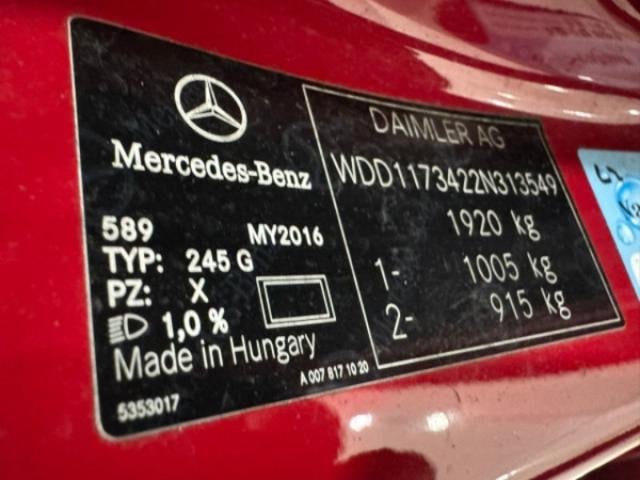 Mercedes-Benz
589 MY2016
TYP: 245 G
PZ: X
1,0 %
Made in Hungary
5353017 A 007 817 10 20
DAIMLER AG
WDD1173422N313549
1920 kg
1- 1005 kg
2- 915 kg